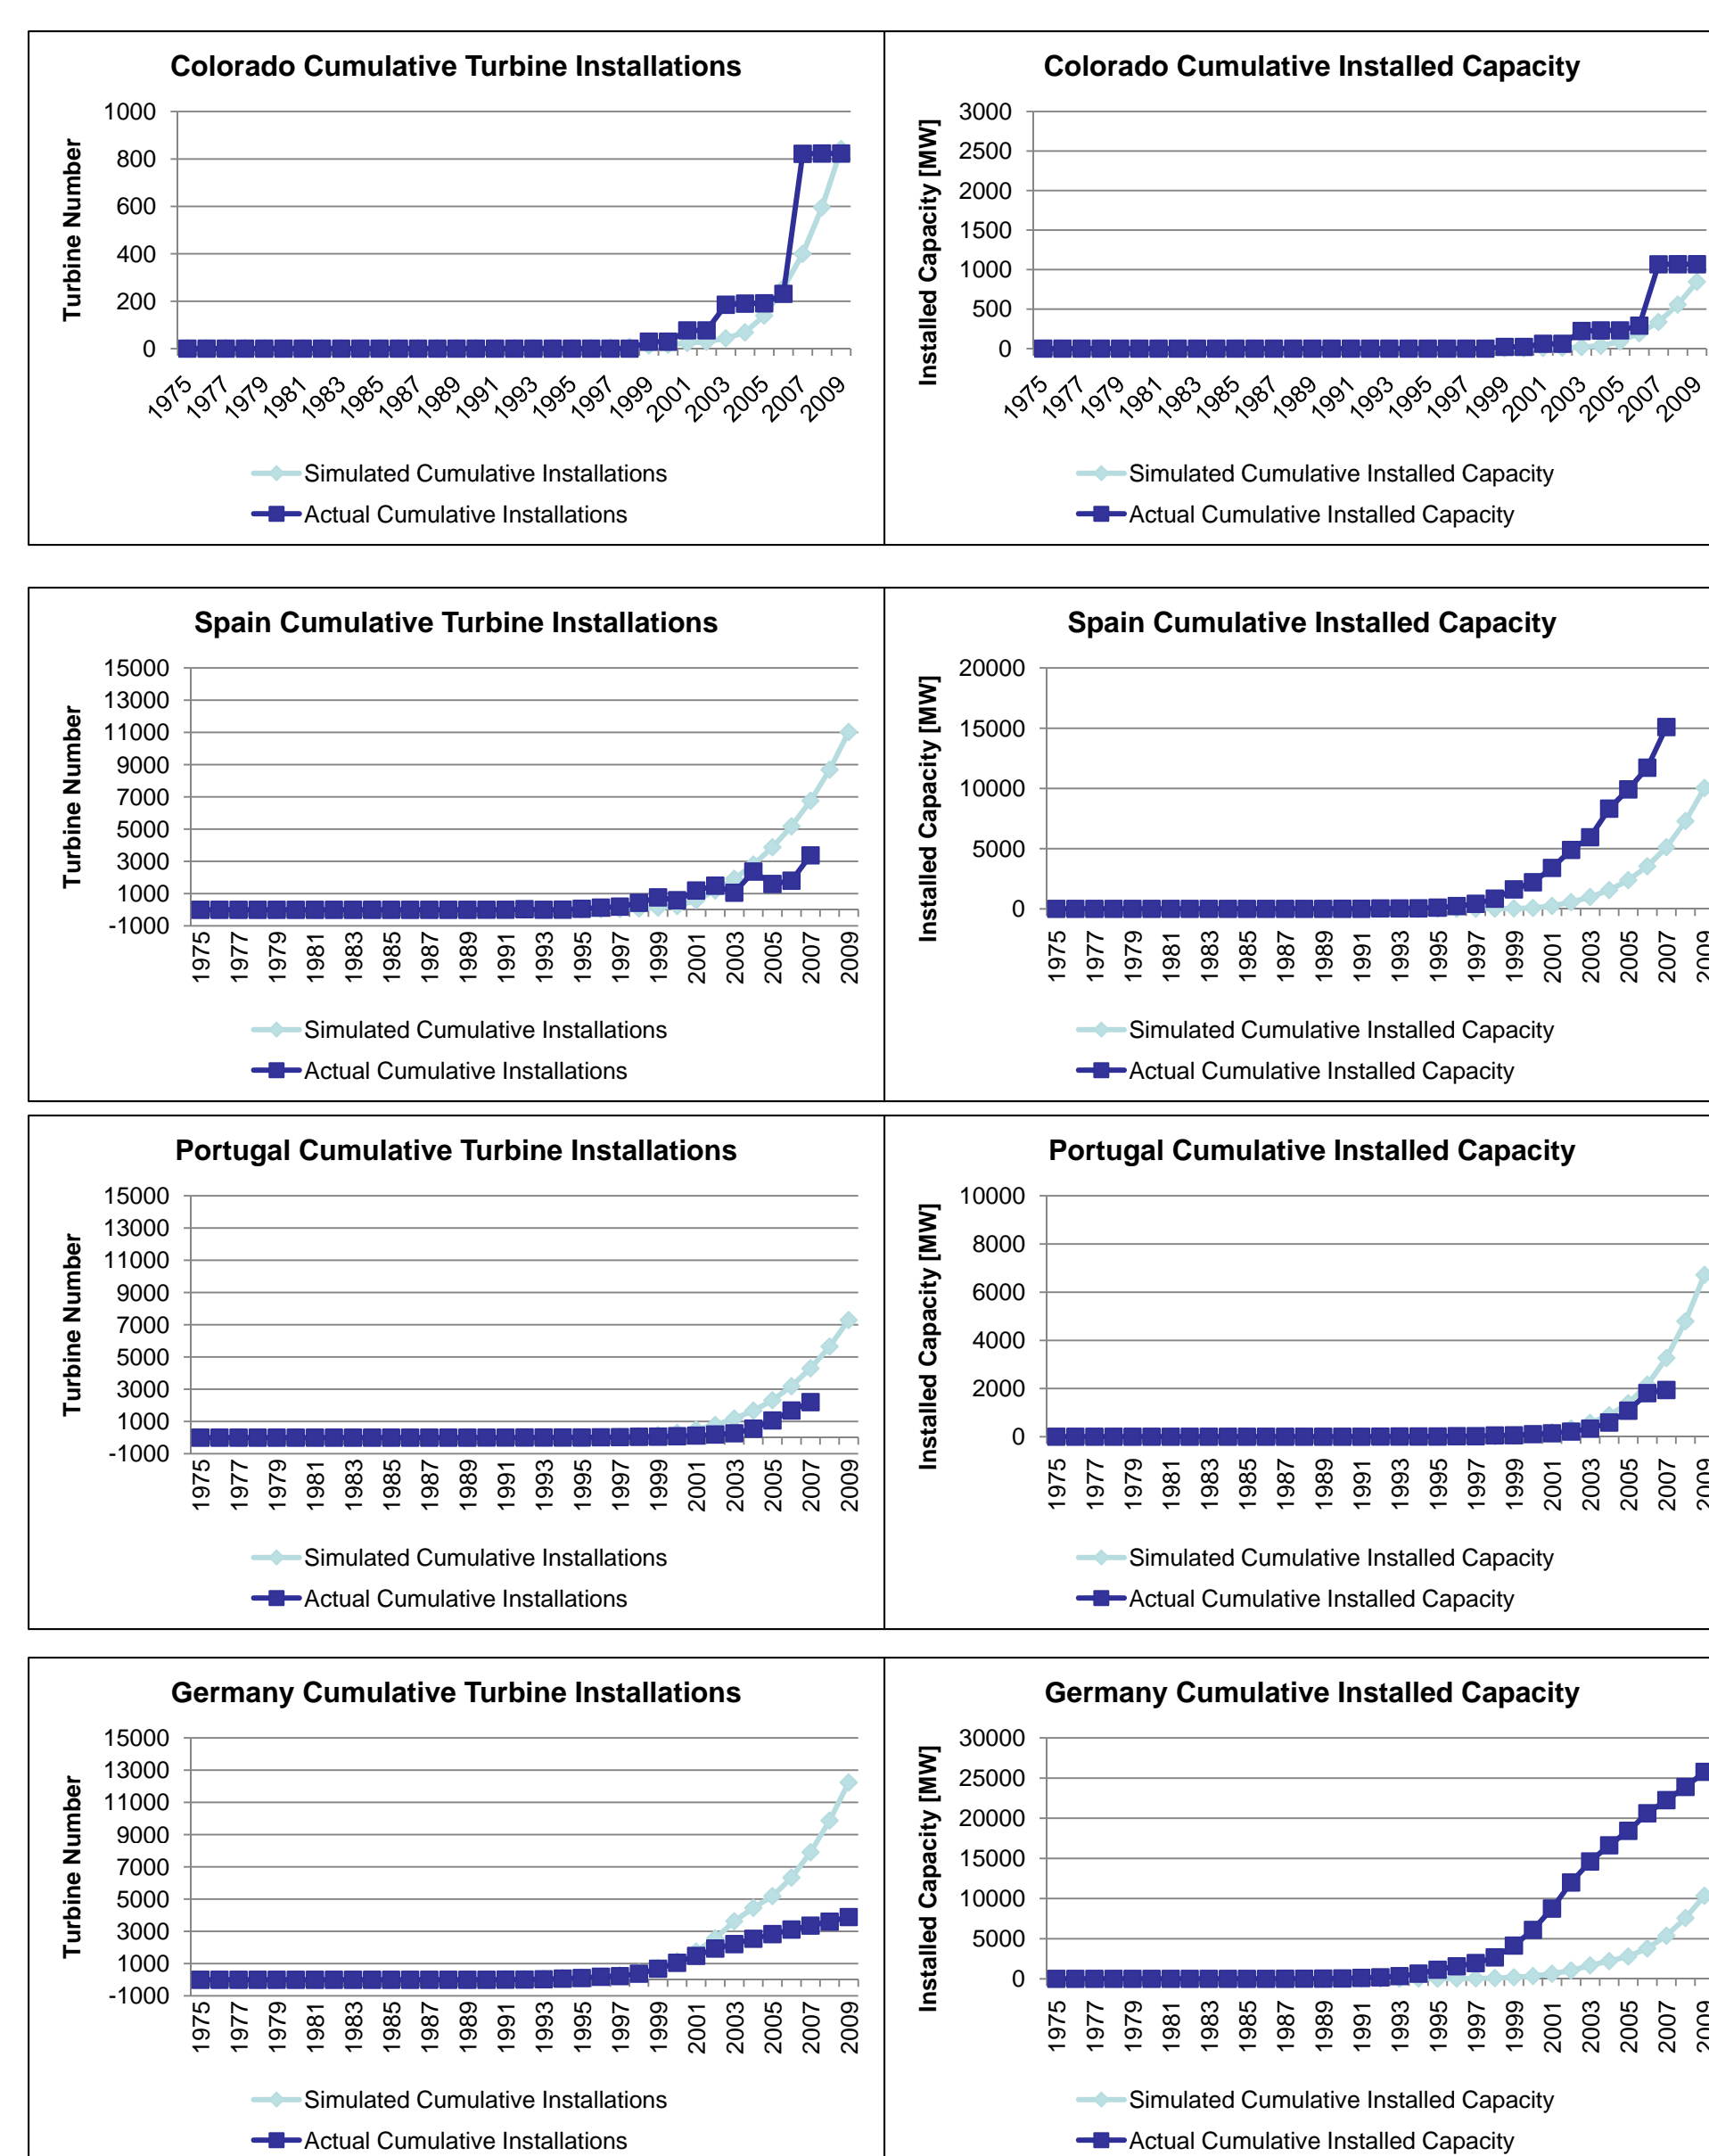 Colorado Cumulative Turbine Installations
Turbine Number
1000
800
600
400
200
0
1975 1977 1979 1981 1983 1985 1987 1989 1991 1993 1995 1997 1999 2001 2003 2005 2007 2009
Simulated Cumulative Installations
Actual Cumulative Installations
Colorado Cumulative Installed Capacity
Installed Capacity [MW]
3000
2500
2000
1500
1000
500
0
1975 1977 1979 1981 1983 1985 1987 1989 1991 1993 1995 1997 1999 2001 2003 2005 2007 2009
Simulated Cumulative Installed Capacity
Actual Cumulative Installed Capacity
Spain Cumulative Turbine Installations
Turbine Number
15000
13000
11000
9000
7000
5000
3000
1000
-1000
1975 1977 1979 1981 1983 1985 1987 1989 1991 1993 1995 1997 1999 2001 2003 2005 2007 2009
Simulated Cumulative Installations
Actual Cumulative Installations
Spain Cumulative Installed Capacity
Installed Capacity [MW]
20000
15000
10000
5000
0
1975 1977 1979 1981 1983 1985 1987 1989 1991 1993 1995 1997 1999 2001 2003 2005 2007 2009
Simulated Cumulative Installed Capacity
Actual Cumulative Installed Capacity
Portugal Cumulative Turbine Installations
Turbine Number
15000
13000
11000
9000
7000
5000
3000
1000
-1000
1975 1977 1979 1981 1983 1985 1987 1989 1991 1993 1995 1997 1999 2001 2003 2005 2007 2009
Simulated Cumulative Installations
Actual Cumulative Installations
Portugal Cumulative Installed Capacity
Installed Capacity [MW]
10000
8000
6000
4000
2000
0
1975 1977 1979 1981 1983 1985 1987 1989 1991 1993 1995 1997 1999 2001 2003 2005 2007 2009
Simulated Cumulative Installed Capacity
Actual Cumulative Installed Capacity
Germany Cumulative Turbine Installations
Turbine Number
15000
13000
11000
9000
7000
5000
3000
1000
-1000
1975 1977 1979 1981 1983 1985 1987 1989 1991 1993 1995 1997 1999 2001 2003 2005 2007 2009
Simulated Cumulative Installations
Actual Cumulative Installations
Germany Cumulative Installed Capacity
Installed Capacity [MW]
30000
25000
20000
15000
10000
5000
0
1975 1977 1979 1981 1983 1985 1987 1989 1991 1993 1995 1997 1999 2001 2003 2005 2007 2009
Simulated Cumulative Installed Capacity
Actual Cumulative Installed Capacity